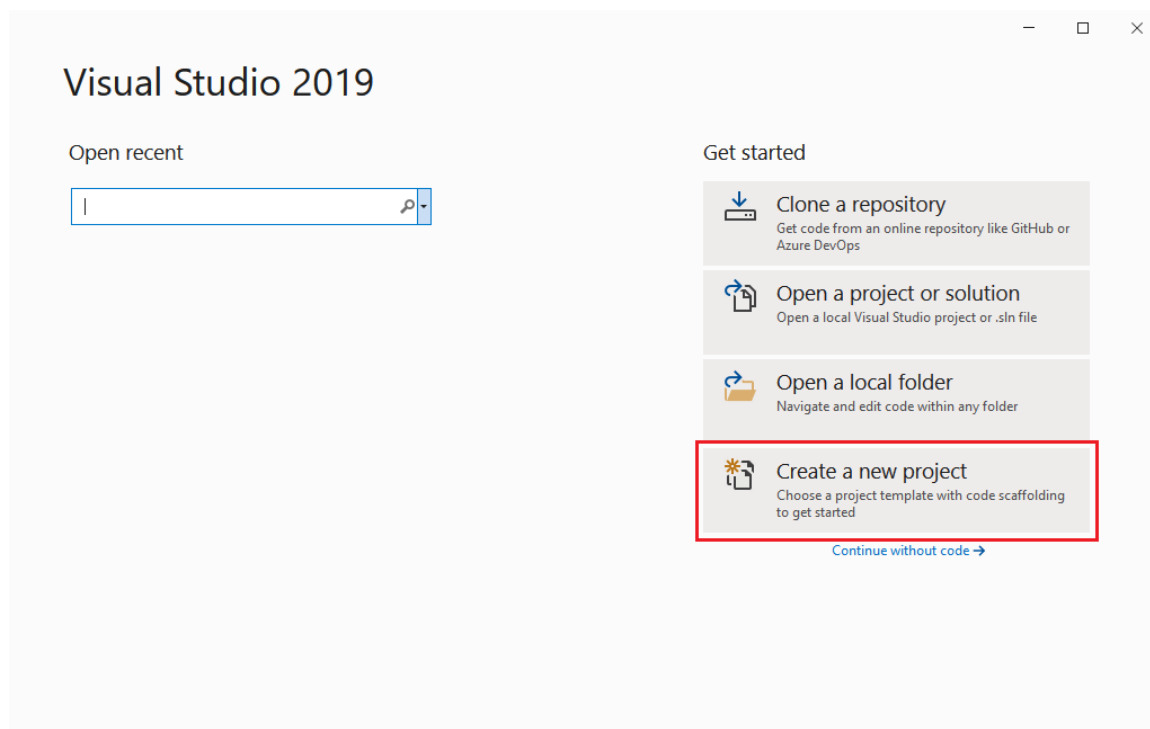 Visual Studio 2019
Open recent
Get started
Clone a repository
Get code from an online repository like GitHub or
Azure DevOps
Open a project or solution
Open a local Visual Studio project or .sln file
Open a local folder
Navigate and edit code within any folder
Create a new project
Choose a project template with code scaffolding
to get started
Continue without code →